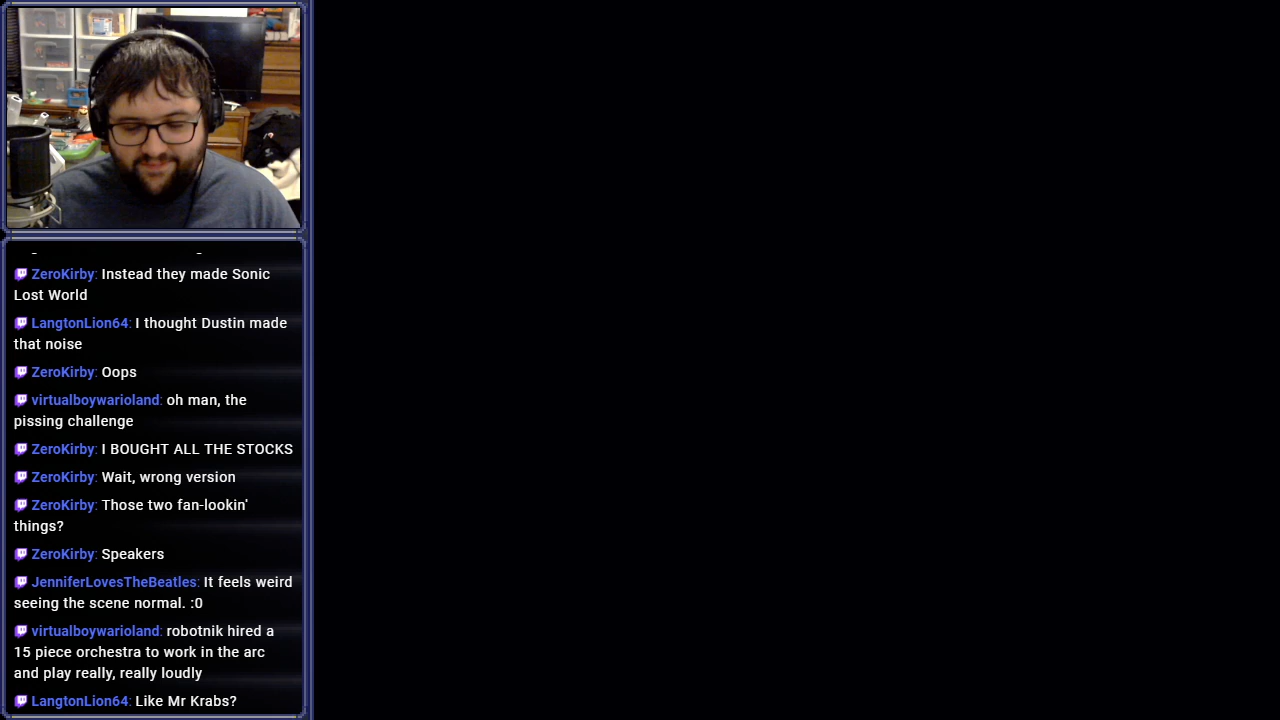 ZeroKirby: Instead they made Sonic
Lost World
LangtonLion64: I thought Dustin made
that noise
ZeroKirby: Oops
virtualboywarioland: oh man, the
pissing challenge
ZeroKirby: I BOUGHT ALL THE STOCKS
ZeroKirby: Wait, wrong version
ZeroKirby: Those two fan-lookin'
things?
ZeroKirby: Speakers
JenniferLovesTheBeatles: It feels weird
seeing the scene normal. :0
virtualboywarioland: robotnik hired a
15 piece orchestra to work in the arc
and play really, really loudly
LangtonLion64: Like Mr Krabs?